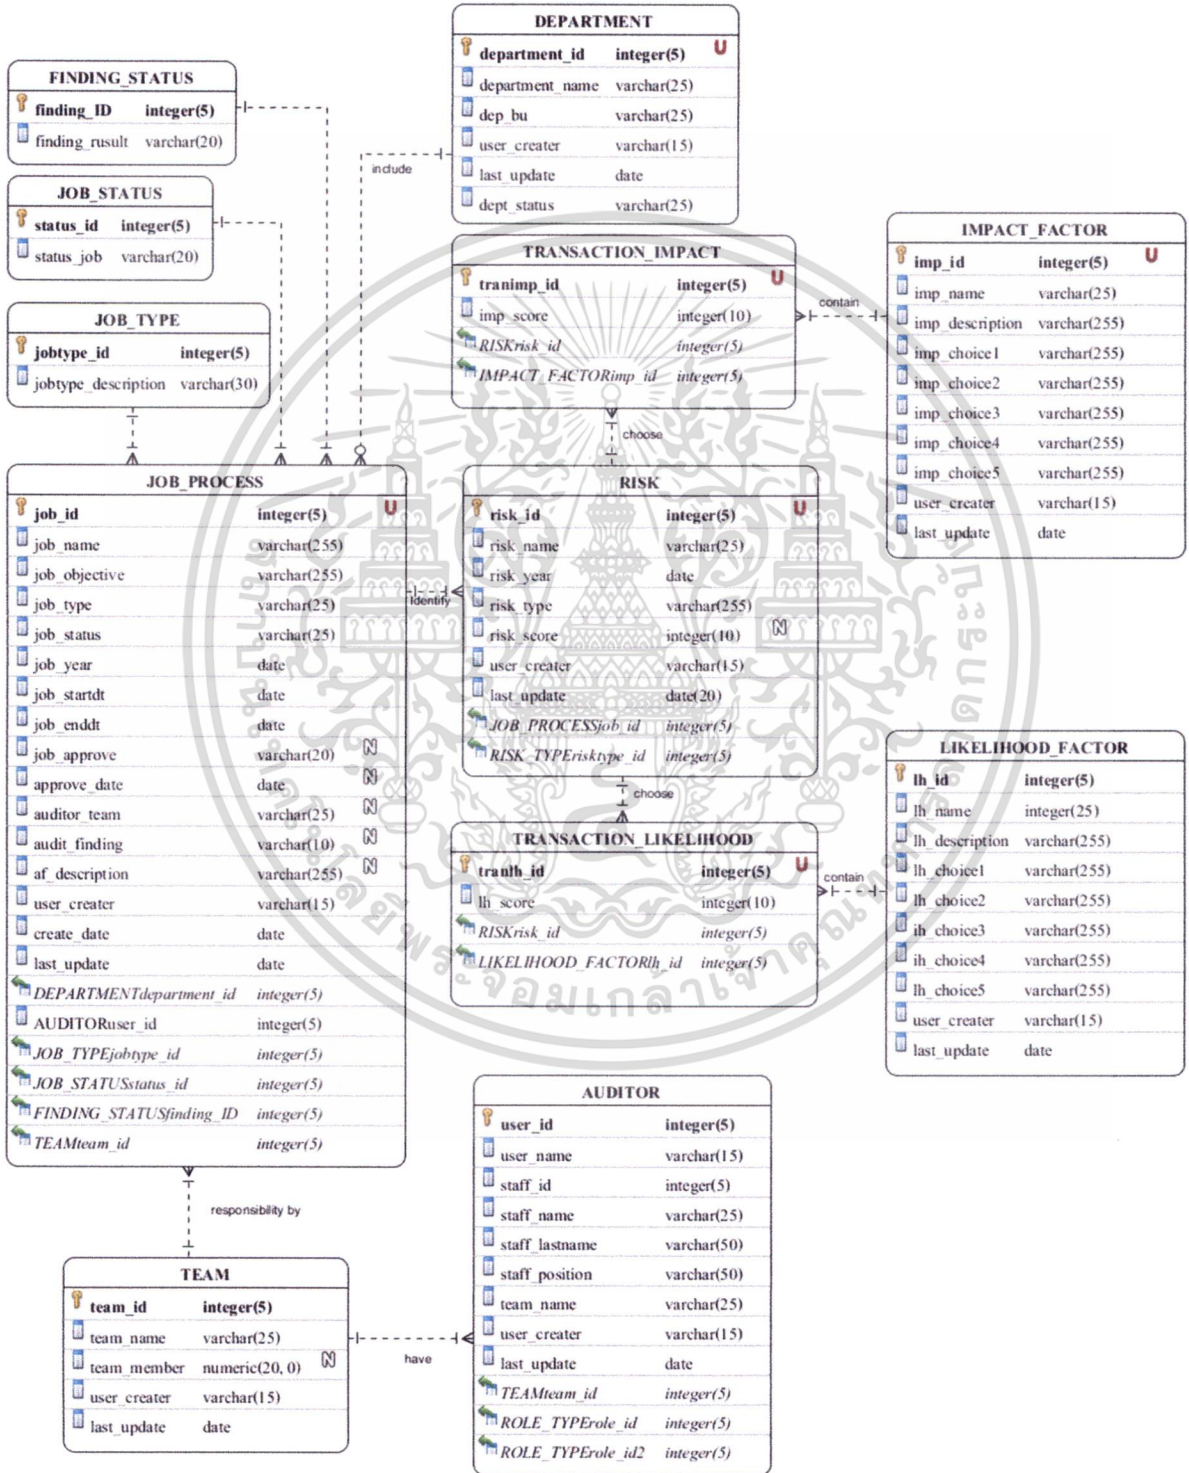 DEPARTMENT
department_id integer(5) U
department_name varchar(25)
dep_bu varchar(25)
user_creater varchar(15)
last_update date
dept_status varchar(25)
FINDING_STATUS
finding_ID integer(5)
finding_rusult varchar(20)
include
JOB_STATUS
status_id integer(5)
status_job varchar(20)
JOB_TYPE
jobtype_id integer(5)
jobtype_description varchar(30)
TRANSACTION_IMPACT
tranimp_id integer(5) U
imp_score integer(10)
RISKrisk_id integer(5)
IMPACT_FACTORimp_id integer(5)
contain
IMPACT_FACTOR
imp_id integer(5) U
imp_name varchar(25)
imp_description varchar(255)
imp_choice1 varchar(255)
imp_choice2 varchar(255)
imp_choice3 varchar(255)
imp_choice4 varchar(255)
imp_choice5 varchar(255)
user_creater varchar(15)
last_update date
choose
JOB_PROCESS
job_id integer(5) U
job_name varchar(255)
job_objective varchar(255)
job_type varchar(25)
job_status varchar(25)
job_year date
job_startdt date
job_enddt date
job_approve varchar(20) N
approve_date date N
auditor_team varchar(25) N
audit_finding varchar(10) N
af_description varchar(255) N
user_creater varchar(15)
create_date date
last_update date
DEPARTMENTdepartment_id integer(5)
AUDITORuser_id integer(5)
JOB_TYPEjobtype_id integer(5)
JOB_STATUSstatus_id integer(5)
FINDING_STATUSfinding_ID integer(5)
TEAMteam_id integer(5)
Identify
RISK
risk_id integer(5) U
risk_name varchar(25)
risk_year date
risk_type varchar(255)
risk_score integer(10) N
user_creater varchar(15)
last_update date(20)
JOB_PROCESSjob_id integer(5)
RISK_TYPErisktype_id integer(5)
choose
TRANSACTION_LIKELIHOOD
tranlh_id integer(5) U
lh_score integer(10)
RISKrisk_id integer(5)
LIKELIHOOD_FACTORlh_id integer(5)
contain
LIKELIHOOD_FACTOR
lh_id integer(5)
lh_name integer(25)
lh_description varchar(255)
lh_choice1 varchar(255)
lh_choice2 varchar(255)
ih_choice3 varchar(255)
ih_choice4 varchar(255)
lh_choice5 varchar(255)
user_creater varchar(15)
last_update date
responsibility by
TEAM
team_id integer(5)
team_name varchar(25)
team_member numeric(20, 0) N
user_creater varchar(15)
last_update date
have
AUDITOR
user_id integer(5)
user_name varchar(15)
staff_id integer(5)
staff_name varchar(25)
staff_lastname varchar(50)
staff_position varchar(50)
team_name varchar(25)
user_creater varchar(15)
last_update date
TEAMteam_id integer(5)
ROLE_TYPErole_id integer(5)
ROLE_TYPErole_id2 integer(5)